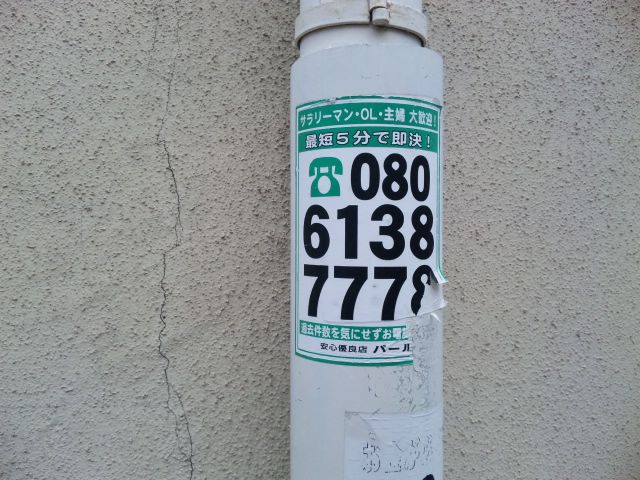 サラリーマン・OL・主婦 大歓迎！
最短5分で即決！
☎080
6138
7778
過去件数を気にせずお電
安心優良店 パール